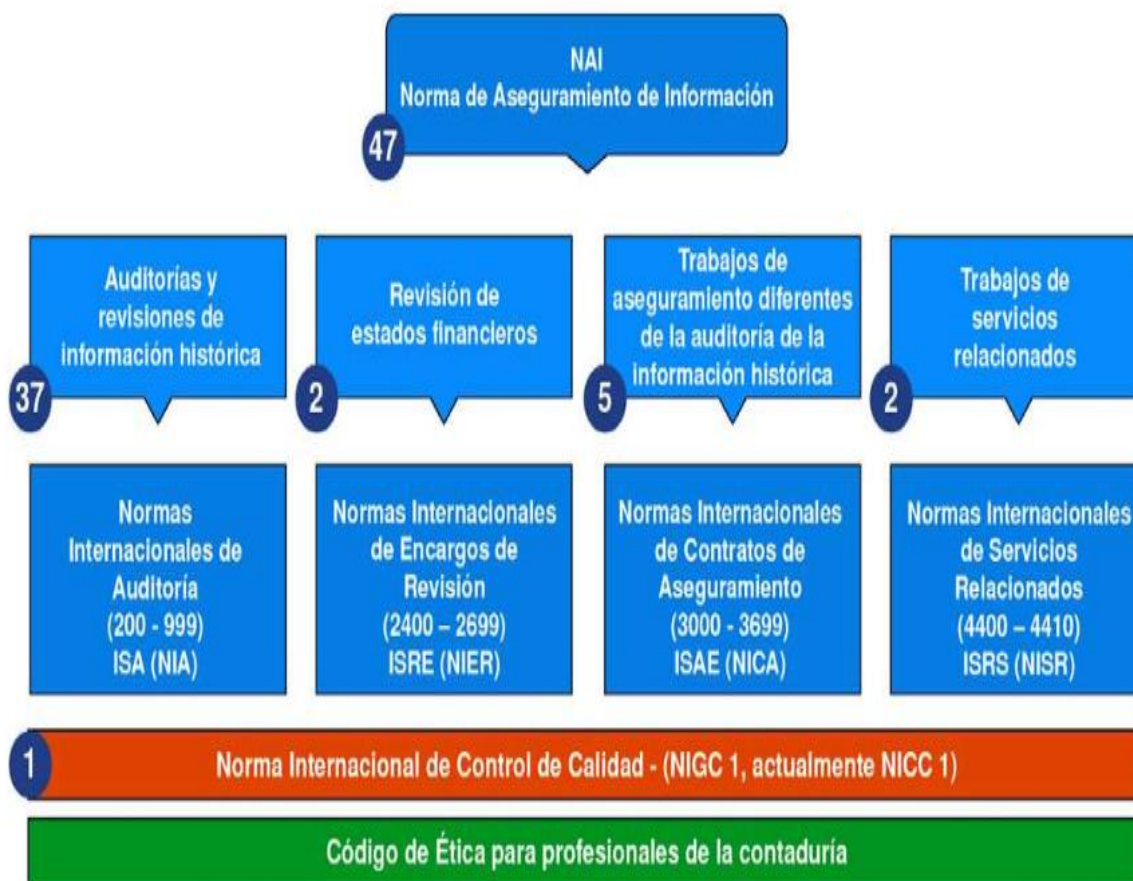 NAI
Norma de Aseguramiento de Información
47
Auditorías y
revisiones de
información histórica
37
Revisión de
estados financieros
2
Trabajos de
aseguramiento diferentes
de la auditoría de la
información histórica
5
Trabajos de
servicios
relacionados
2
Normas
Internacionales de
Auditoría
(200 - 999)
ISA (NIA)
Normas Internacionales
de Encargos de
Revisión
(2400 – 2699)
ISRE (NIER)
Normas Internacionales
de Contratos de
Aseguramiento
(3000 - 3699)
ISAE (NICA)
Normas Internacionales
de Servicios
Relacionados
(4400 – 4410)
ISRS (NISR)
1
Norma Internacional de Control de Calidad - (NIGC 1, actualmente NICC 1)
Código de Ética para profesionales de la contaduría